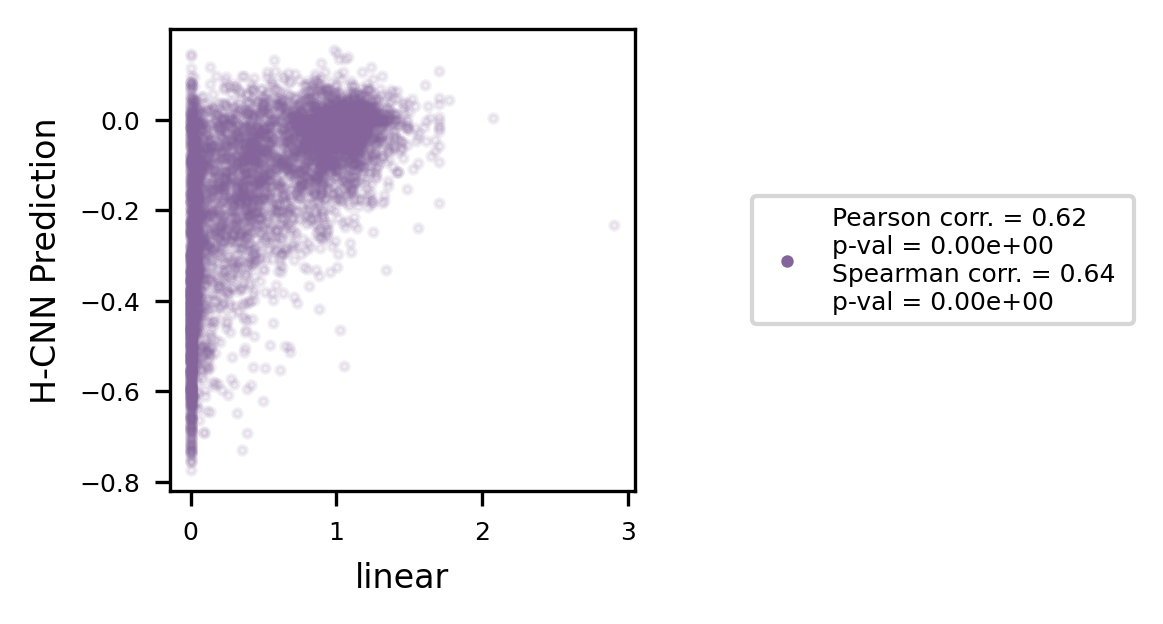 H-CNN Prediction
0.0
−0.2
−0.4
−0.6
−0.8
0 1 2 3
linear
Pearson corr. = 0.62
p-val = 0.00e+00
Spearman corr. = 0.64
p-val = 0.00e+00